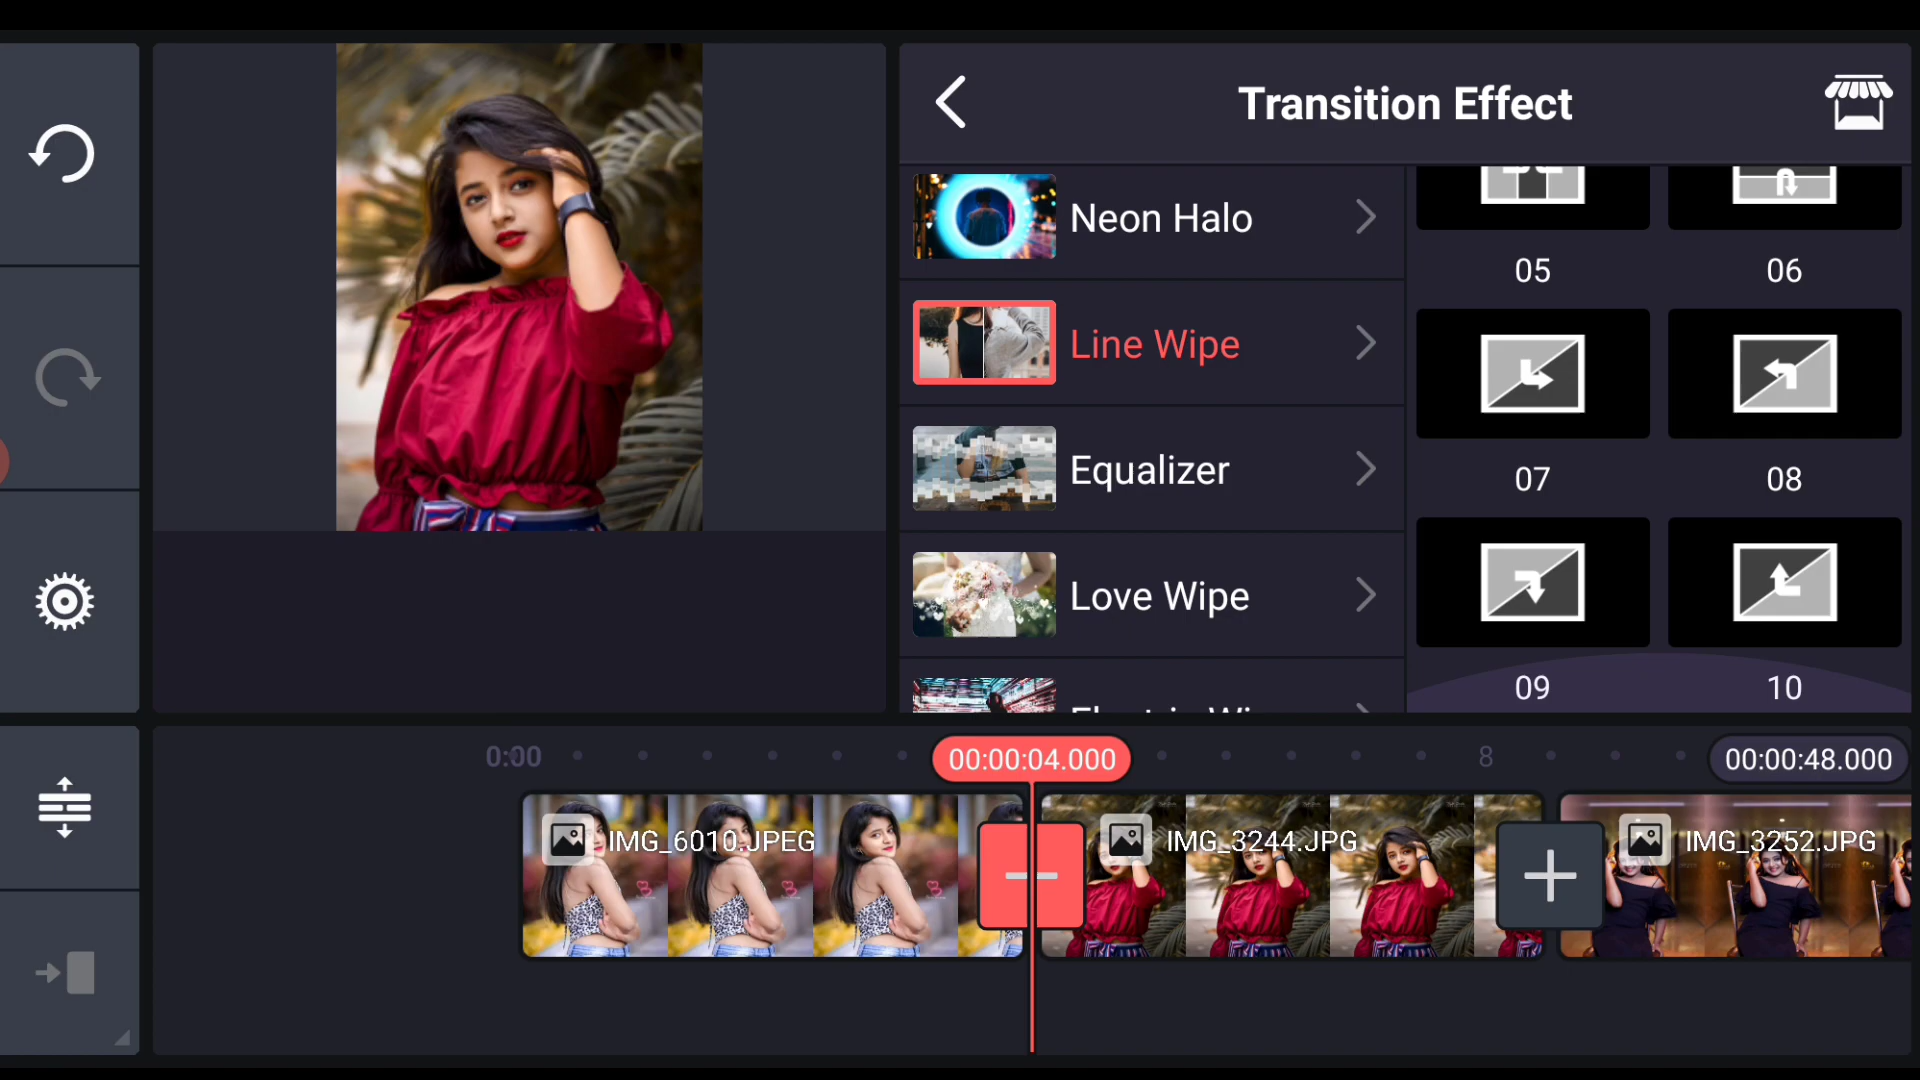 Transition Effect
Neon Halo
Line Wipe
Equalizer
Love Wipe
05
06
07
08
09
10
0:00
00:00:04.000
8
00:00:48.000
IMG_6010.JPEG
IMG_3244.JPG
IMG_3252.JPG